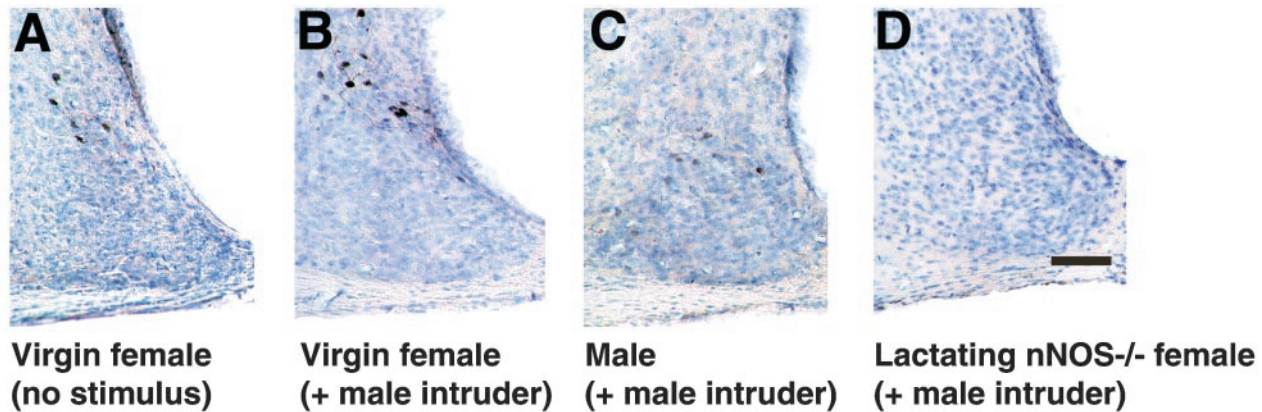 A
B
C
D
Virgin female
(no stimulus)
Virgin female
(+ male intruder)
Male
(+ male intruder)
Lactating nNOS-/- female
(+ male intruder)